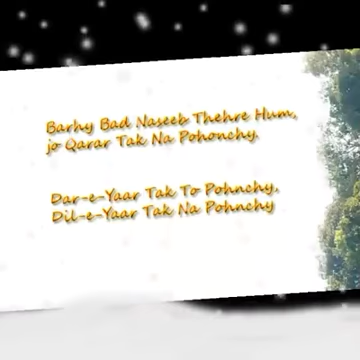 Barhy Bad Naseeb Thehre Hum,
jo Qarar Tak Na Pohonchy.
Dar-e-Yaar Tak To Pohnchy,
Dil-e-Yaar Tak Na Pohnchy